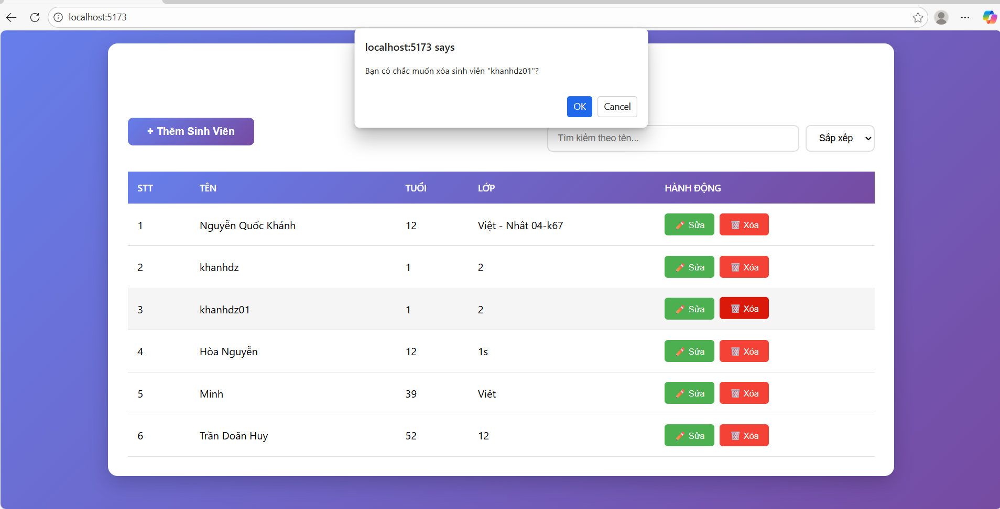 localhost:5173
localhost:5173 says
Bạn có chắc muốn xóa sinh viên "khanhdz01"?
OK Cancel
+ Thêm Sinh Viên
Tìm kiếm theo tên...
Sắp xếp
STT TÊN TUỔI LỚP HÀNH ĐỘNG
1 Nguyễn Quốc Khánh 12 Việt - Nhât 04-k67 Sửa Xóa
2 khanhdz 1 2 Sửa Xóa
3 khanhdz01 1 2 Sửa Xóa
4 Hòa Nguyễn 12 1s Sửa Xóa
5 Minh 39 Viêt Sửa Xóa
6 Trần Doãn Huy 52 12 Sửa Xóa